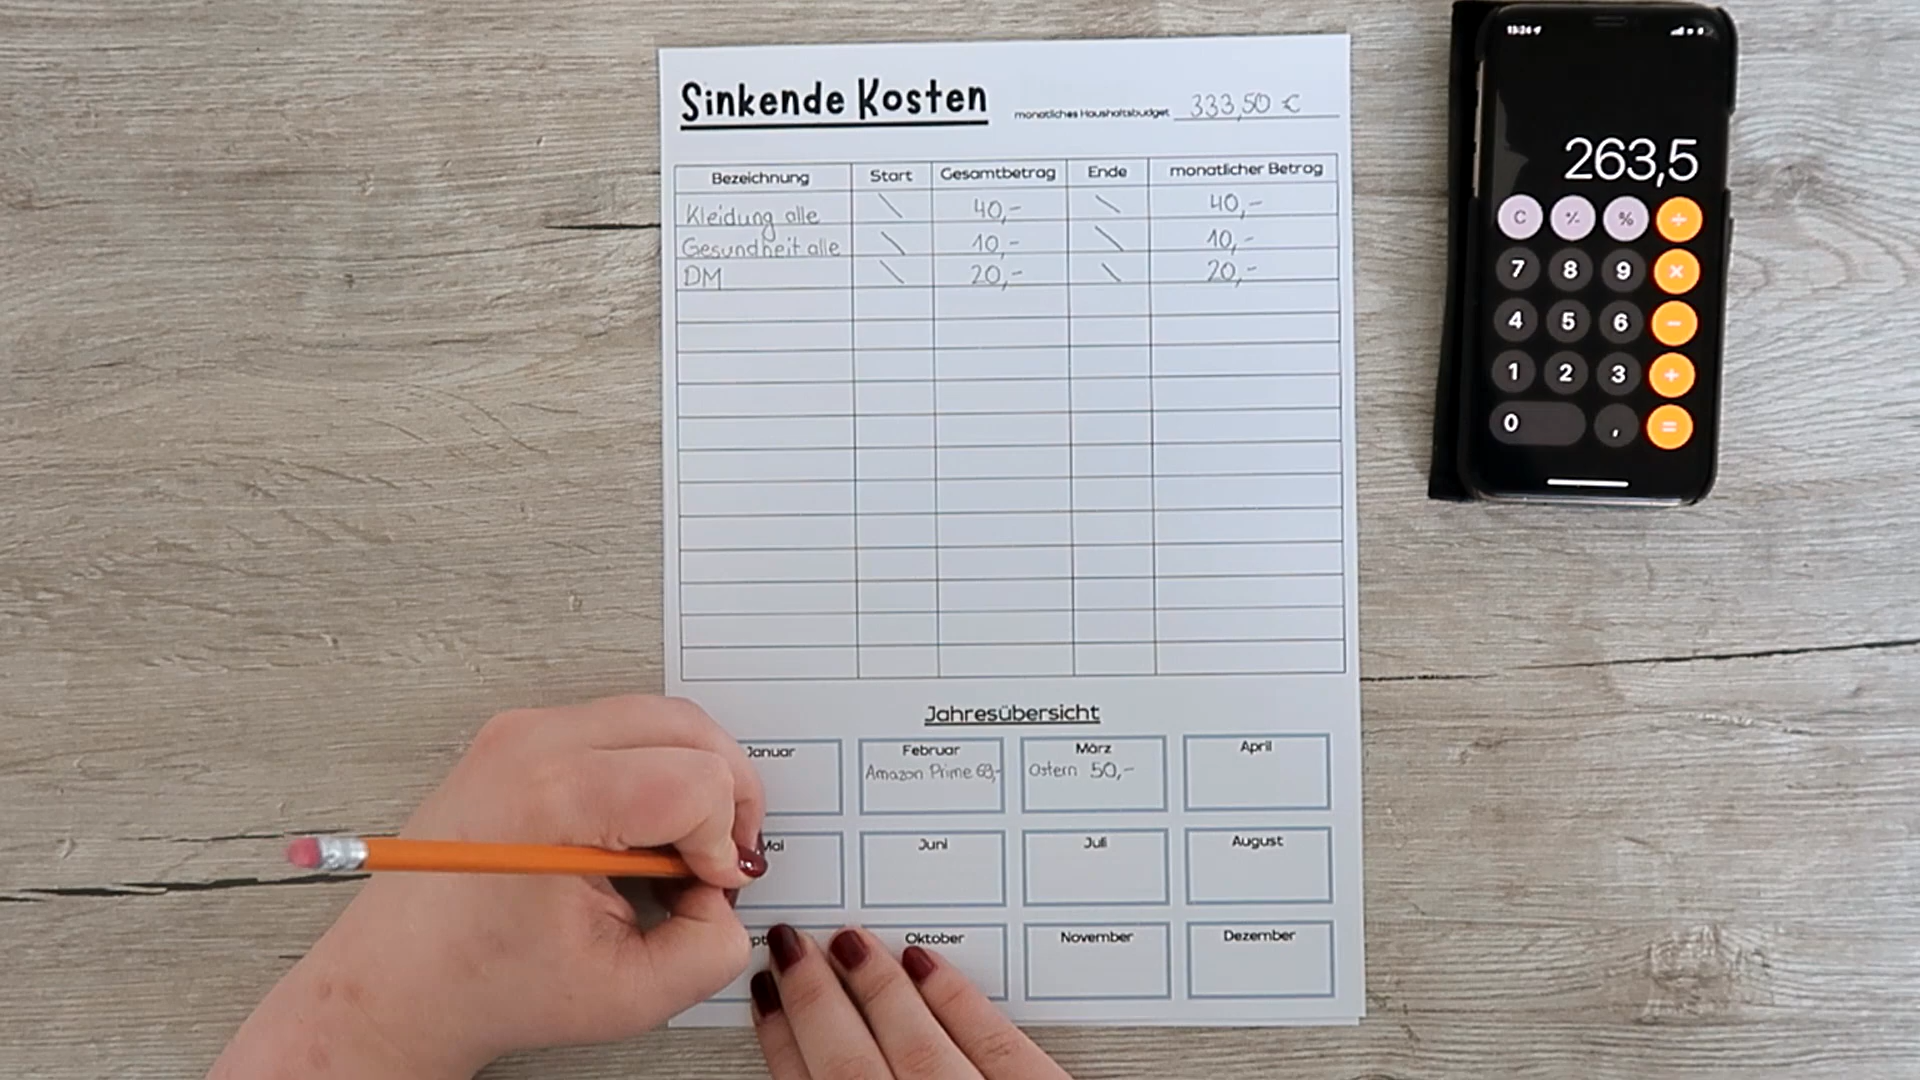 Sinkende Kosten
monatliches Haushaltsbudget 333,50 €
Bezeichnung Start Gesamtbetrag Ende monatlicher Betrag
Kleidung alle \ 40,- \ 40,-
Gesundheit alle \ 10,- \ 10,-
DM \ 20,- \ 20,-
Jahresübersicht
Januar Februar März April
Amazon Prime 69,- Ostern 50,-
Mai Juni Juli August
Oktober November Dezember
13:24
263,5
C % +
7 8 9 ×
4 5 6 −
1 2 3 +
0 , =